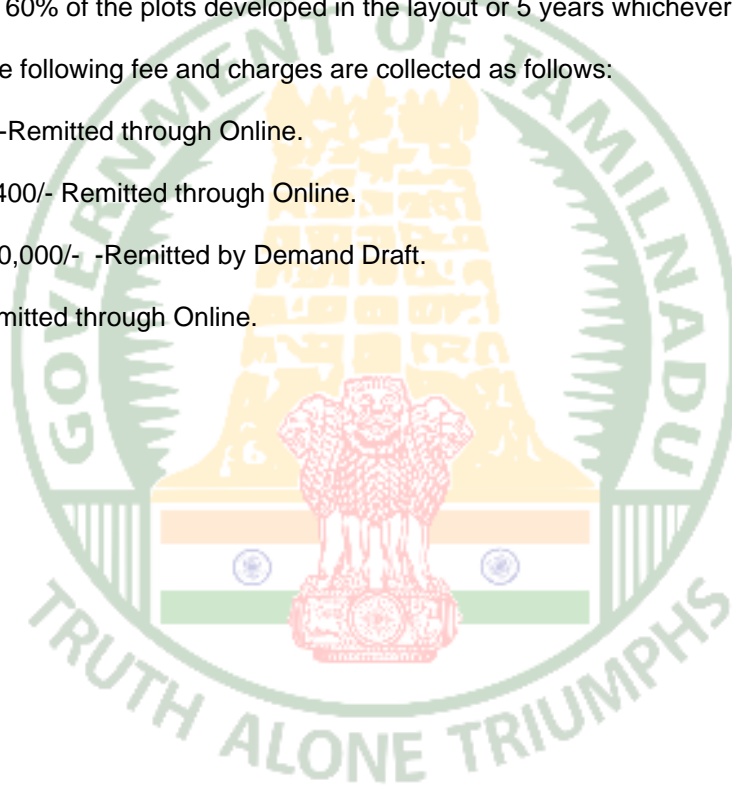 60% of the plots developed in the layout or 5 years whichever
e following fee and charges are collected as follows:
-Remitted through Online.
400/- Remitted through Online.
0,000/- -Remitted by Demand Draft.
mitted through Online.
GOVERNMENT OF TAMILNADU
TRUTH ALONE TRIUMPHS